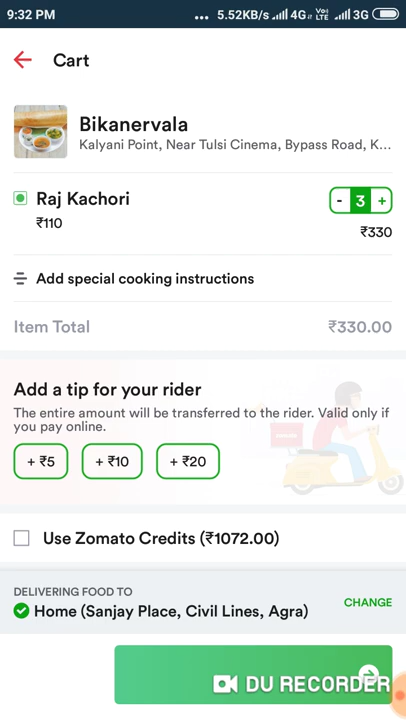 9:32 PM ... 5.52KB/s 4G Vo LTE 3G
Cart
Bikanervala
Kalyani Point, Near Tulsi Cinema, Bypass Road, K...
Raj Kachori - 3 +
₹110 ₹330
Add special cooking instructions
Item Total ₹330.00
Add a tip for your rider
The entire amount will be transferred to the rider. Valid only if
you pay online.
+ ₹5 + ₹10 + ₹20
Use Zomato Credits (₹1072.00)
DELIVERING FOOD TO
Home (Sanjay Place, Civil Lines, Agra) CHANGE
DU RECORDER